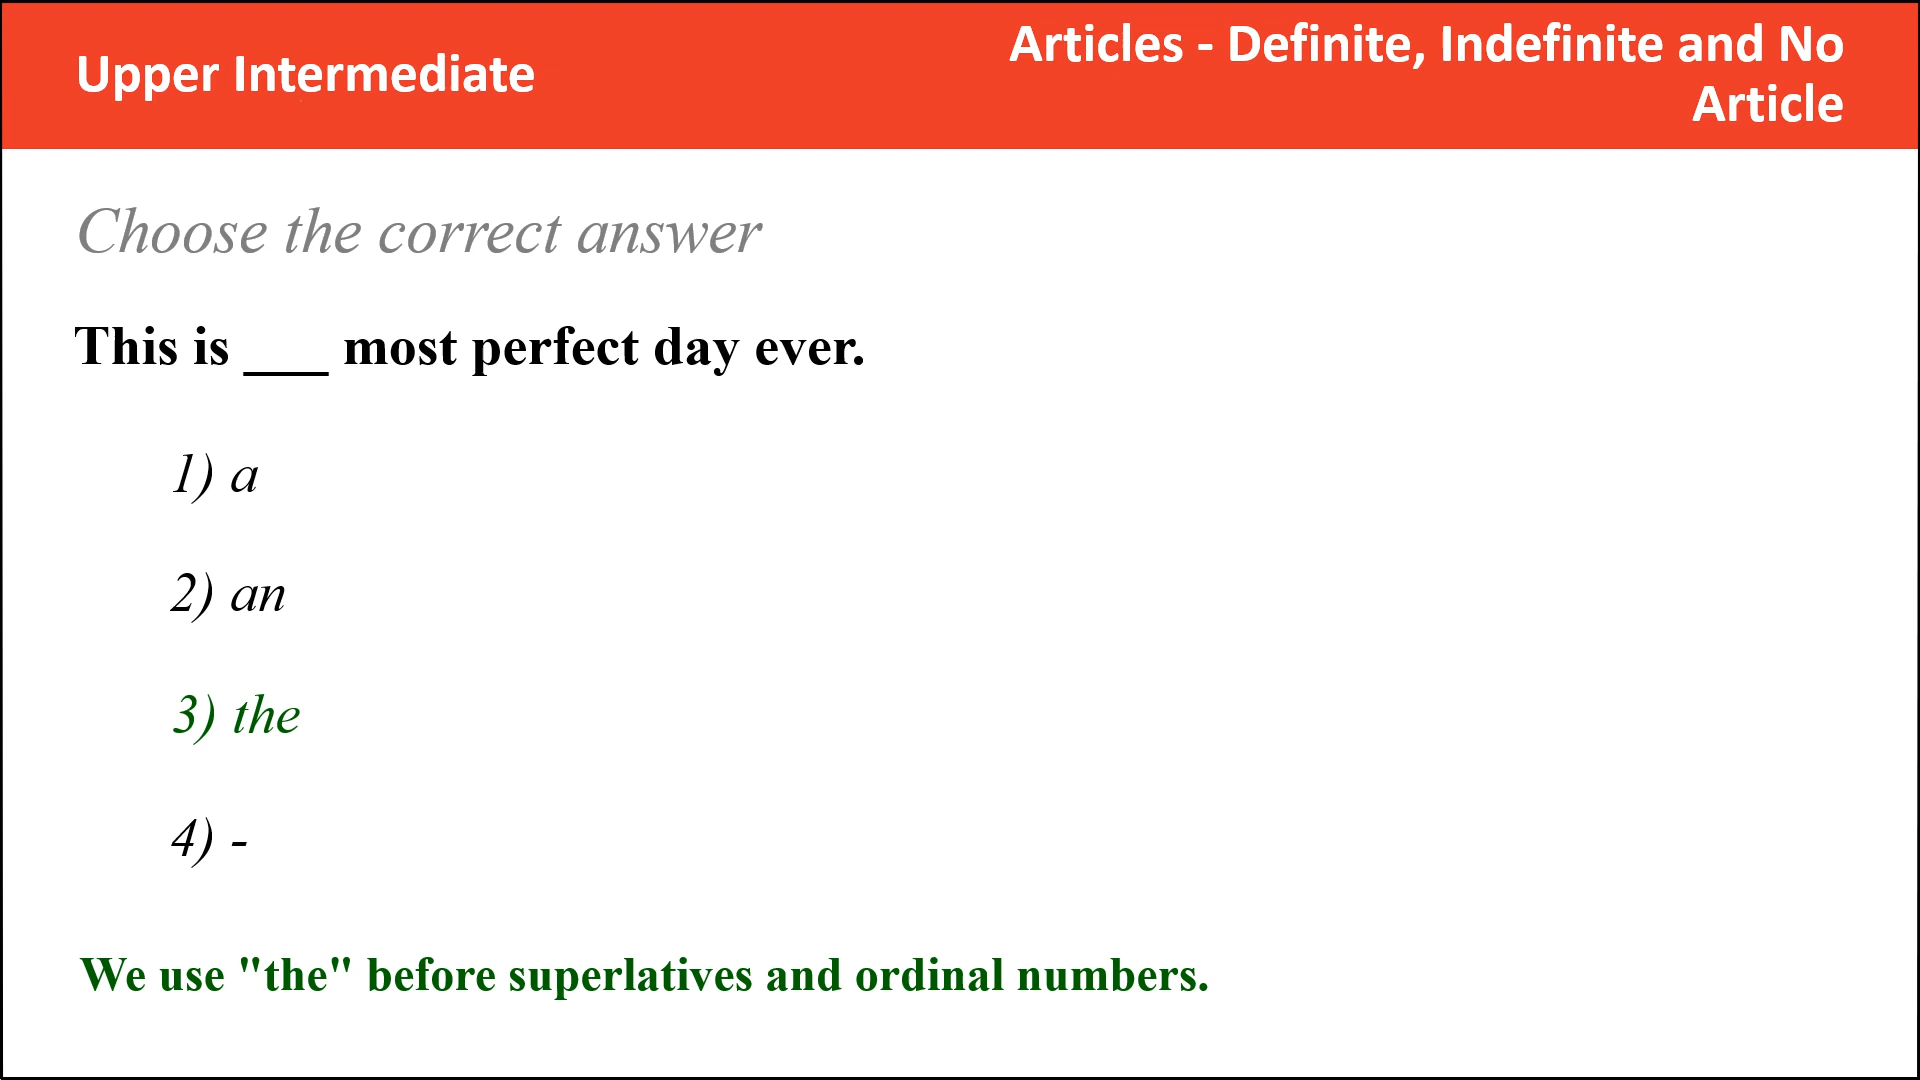 Upper Intermediate
Articles - Definite, Indefinite and No
Article
Choose the correct answer
This is ___ most perfect day ever.
1) a
2) an
3) the
4) -
We use "the" before superlatives and ordinal numbers.